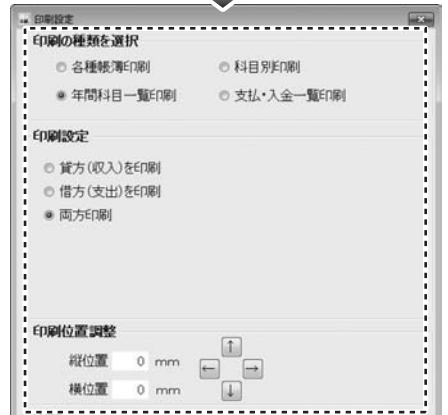 印刷設定
印刷の種類を選択
各種帳簿印刷 科目別印刷
年間科目一覧印刷 支払・入金一覧印刷
印刷設定
貸方(収入)を印刷
借方(支出)を印刷
両方印刷
印刷位置調整
↑
縦位置 0 mm
← →
横位置 0 mm ↓